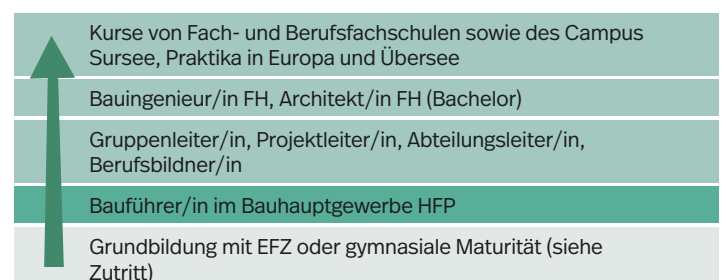 Kurse von Fach- und Berufsfachschulen sowie des Campus
Sursee, Praktika in Europa und Übersee
Bauingenieur/in FH, Architekt/in FH (Bachelor)
Gruppenleiter/in, Projektleiter/in, Abteilungsleiter/in,
Berufsbildner/in
Bauführer/in im Bauhauptgewerbe HFP
Grundbildung mit EFZ oder gymnasiale Maturität (siehe
Zutritt)